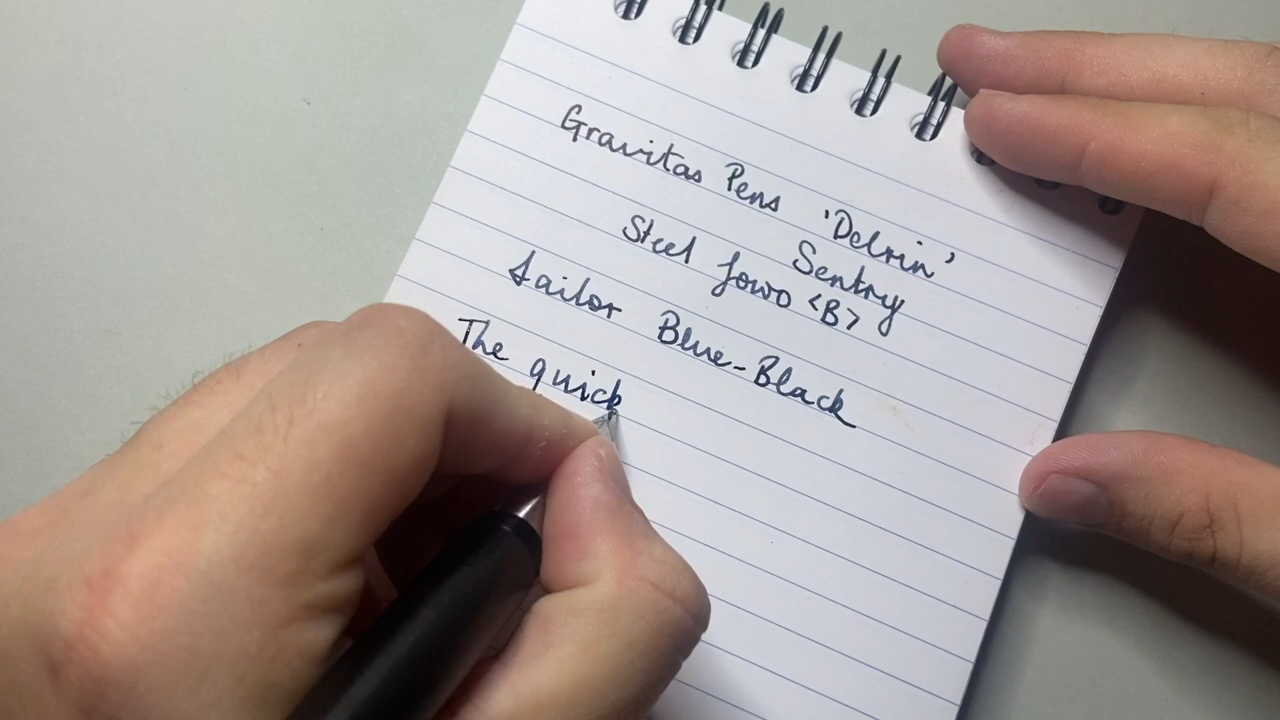 Gravitas Pens 'Delrin'
Sentry
Steel Jowo <B>
Sailor Blue-Black
The quick